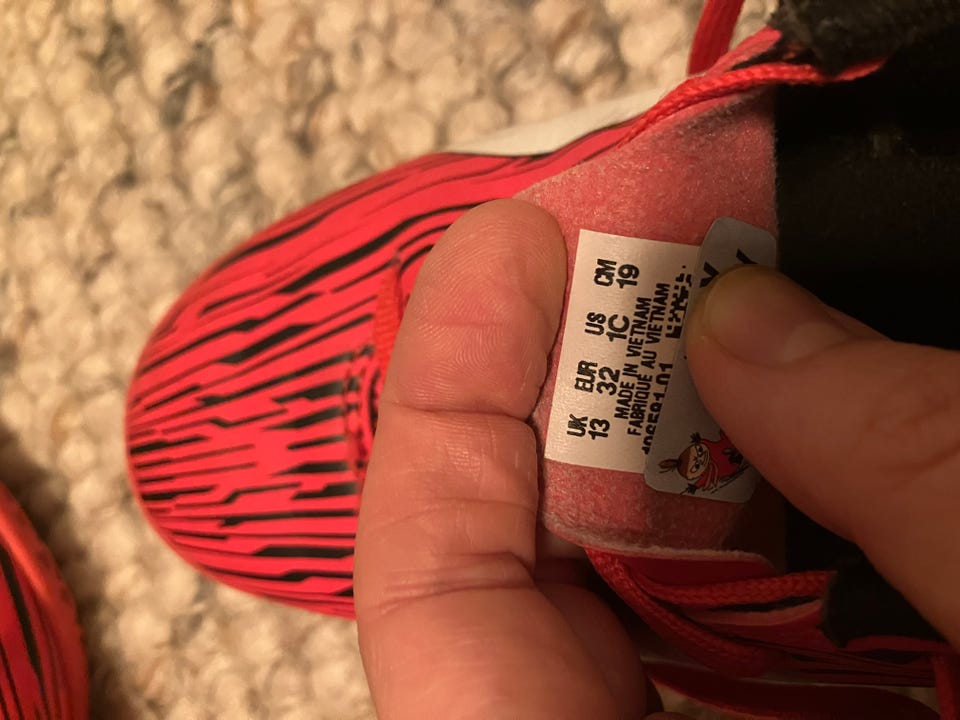 UK EUR US CM
13 32 1C 19
MADE IN VIETNAM
FABRIQUE AU VIETNAM